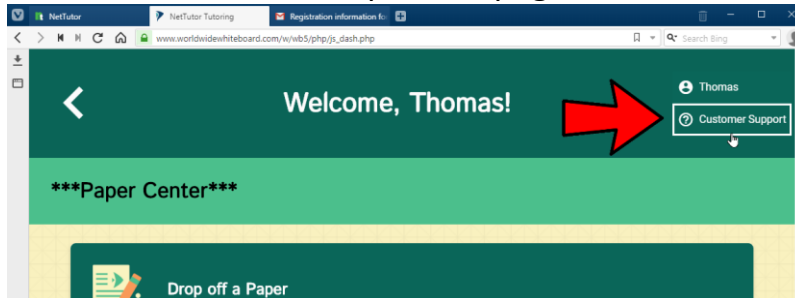 NetTutor
NetTutor Tutoring
Registration information fo
www.worldwidewhiteboard.com/w/wb5/php/js_dash.php
Search Bing
Welcome, Thomas!
Thomas
Customer Support
***Paper Center***
Drop off a Paper